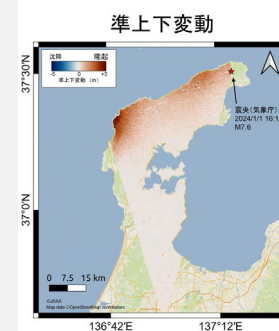 準上下変動
沈降 隆起
-5 0 +5
準上下変動 (m)
37°30'N
震央(気象庁)
2024/1/1 16:1
M7.6
37°0'N
0 7.5 15 km
©JAXA
Map data ©OpenStreetMap contributors
136°42'E 137°12'E